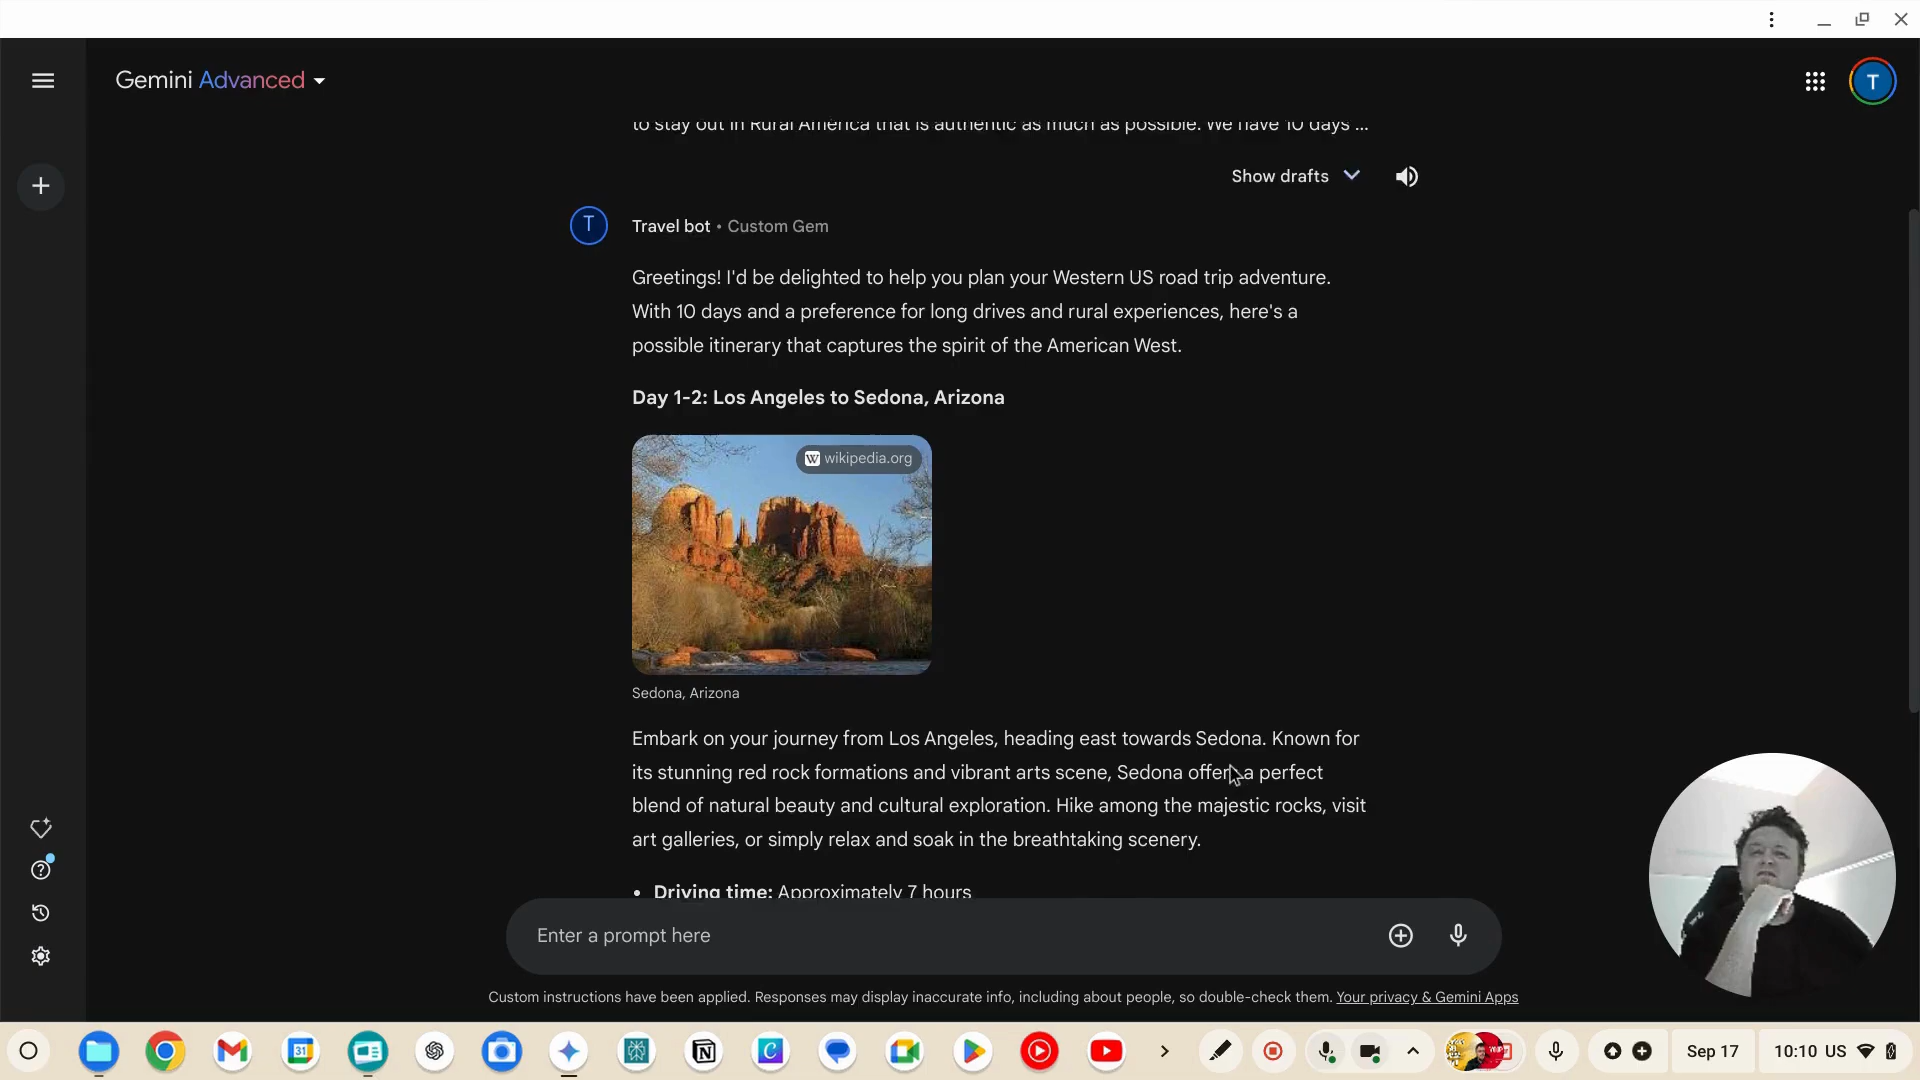 Gemini Advanced
T
to stay out in Rural America that is authentic as much as possible. We have 10 days ...
Show drafts
T
Travel bot • Custom Gem
Greetings! I'd be delighted to help you plan your Western US road trip adventure.
With 10 days and a preference for long drives and rural experiences, here's a
possible itinerary that captures the spirit of the American West.
Day 1-2: Los Angeles to Sedona, Arizona
W wikipedia.org
Sedona, Arizona
Embark on your journey from Los Angeles, heading east towards Sedona. Known for
its stunning red rock formations and vibrant arts scene, Sedona offers a perfect
blend of natural beauty and cultural exploration. Hike among the majestic rocks, visit
art galleries, or simply relax and soak in the breathtaking scenery.
• Driving time: Approximately 7 hours
Enter a prompt here
Custom instructions have been applied. Responses may display inaccurate info, including about people, so double-check them. Your privacy & Gemini Apps
31
N
C
Sep 17
10:10 US